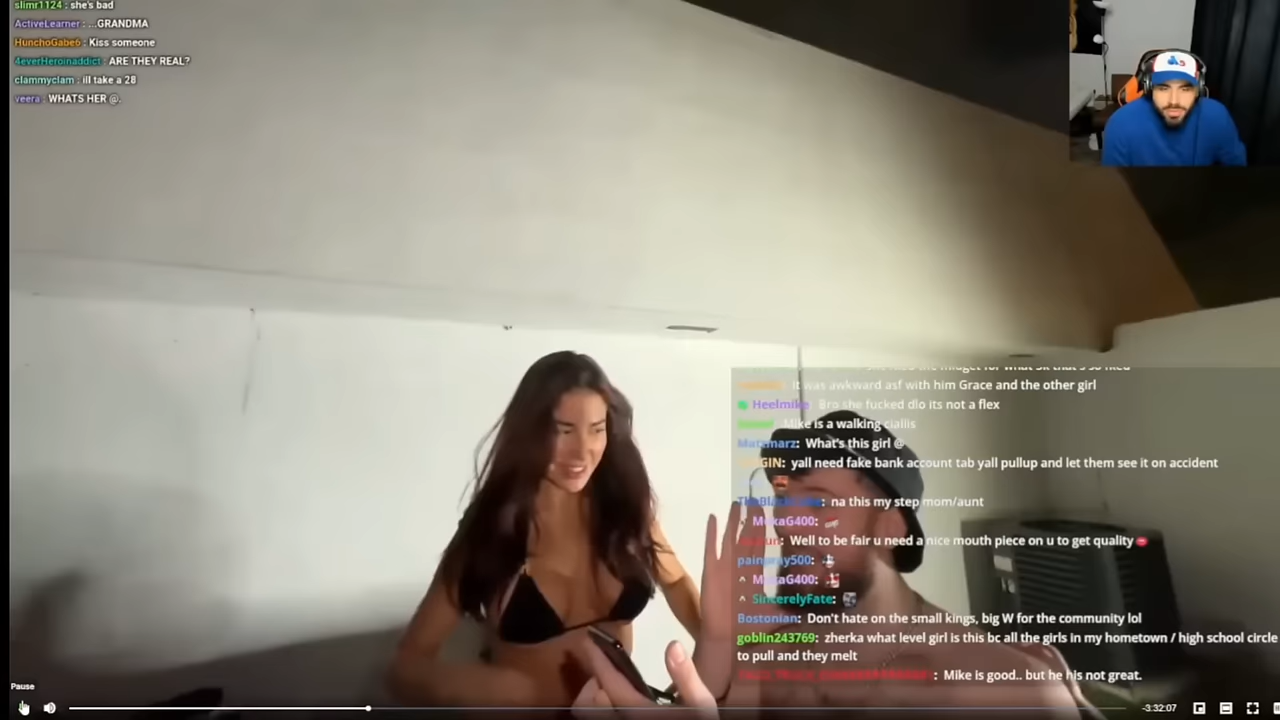 slimr1124 : she's bad
ActiveLearner : ...GRANDMA
HunchoGabe6 : Kiss someone
4everHeroinaddict : ARE THEY REAL?
clammyclam : ill take a 28
veera : WHATS HER @.
it was awkward asf with him Grace and the other girl
Heelmike Bro she fucked dlo its not a flex
Mike is a walking ciallis
Matzmarz: What's this girl @
GIN: yall need fake bank account tab yall pullup and let them see it on accident
: na this my step mom/aunt
^ MokaG400:
Well to be fair u need a nice mouth piece on u to get quality
painaway500:
^ MokaG400:
^ SincerelyFate:
Bostonian: Don't hate on the small kings, big W for the community lol
goblin243769: zherka what level girl is this bc all the girls in my hometown / high school circle
to pull and they melt
: Mike is good.. but he his not great.
Pause
-3:32:07